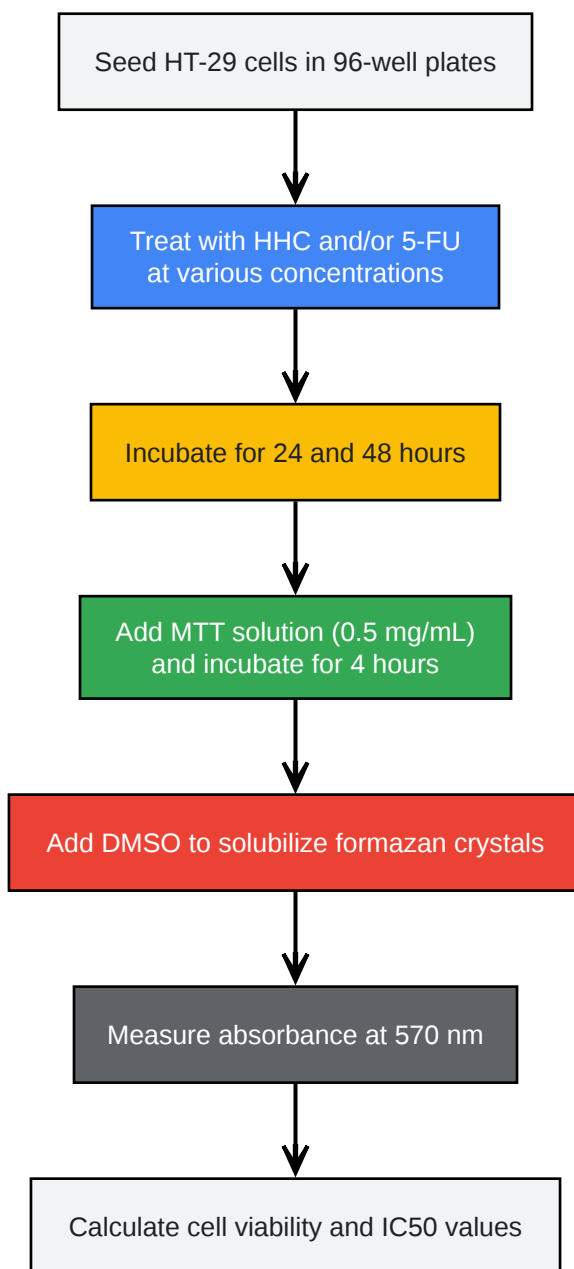 Seed HT-29 cells in 96-well plates
Treat with HHC and/or 5-FU
at various concentrations
Incubate for 24 and 48 hours
Add MTT solution (0.5 mg/mL)
and incubate for 4 hours
Add DMSO to solubilize formazan crystals
Measure absorbance at 570 nm
Calculate cell viability and IC50 values